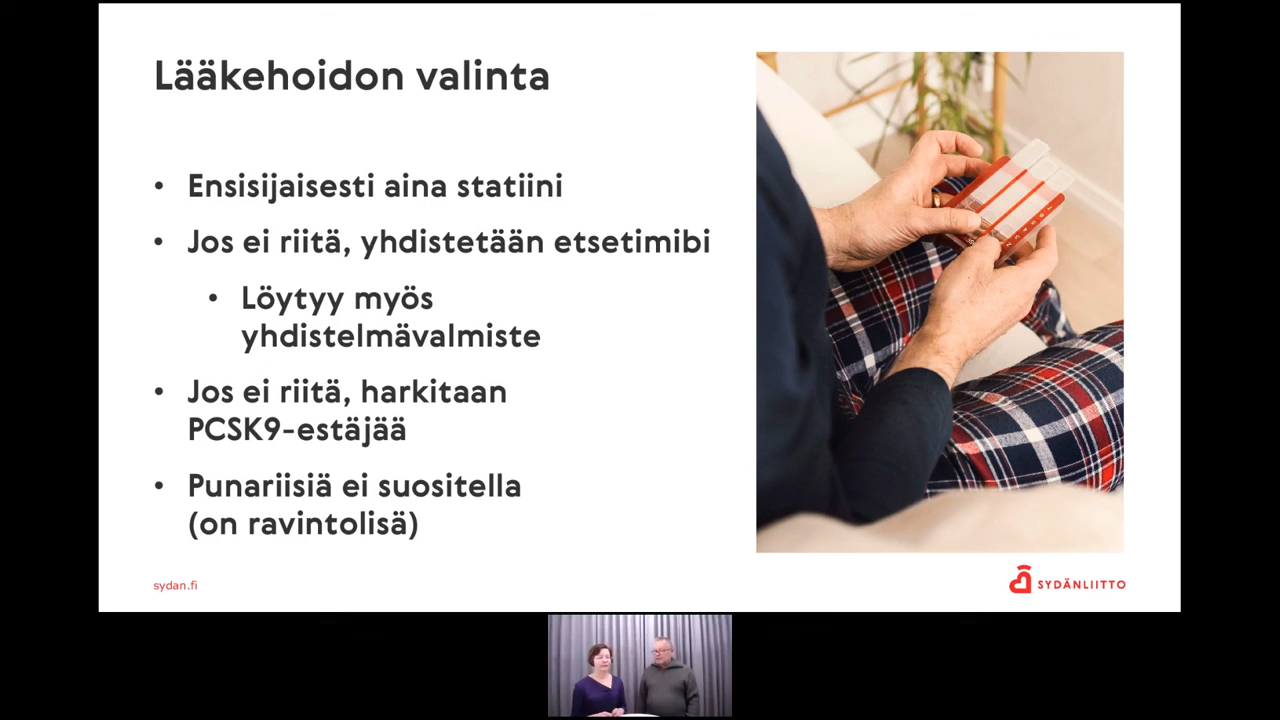 Lääkehoidon valinta
• Ensisijaisesti aina statiini
• Jos ei riitä, yhdistetään etsetimibi
• Löytyy myös
yhdistelmävalmiste
• Jos ei riitä, harkitaan
PCSK9-estäjää
• Punariisiä ei suositella
(on ravintolisä)
sydan.fi
SYDÄNLIITTO